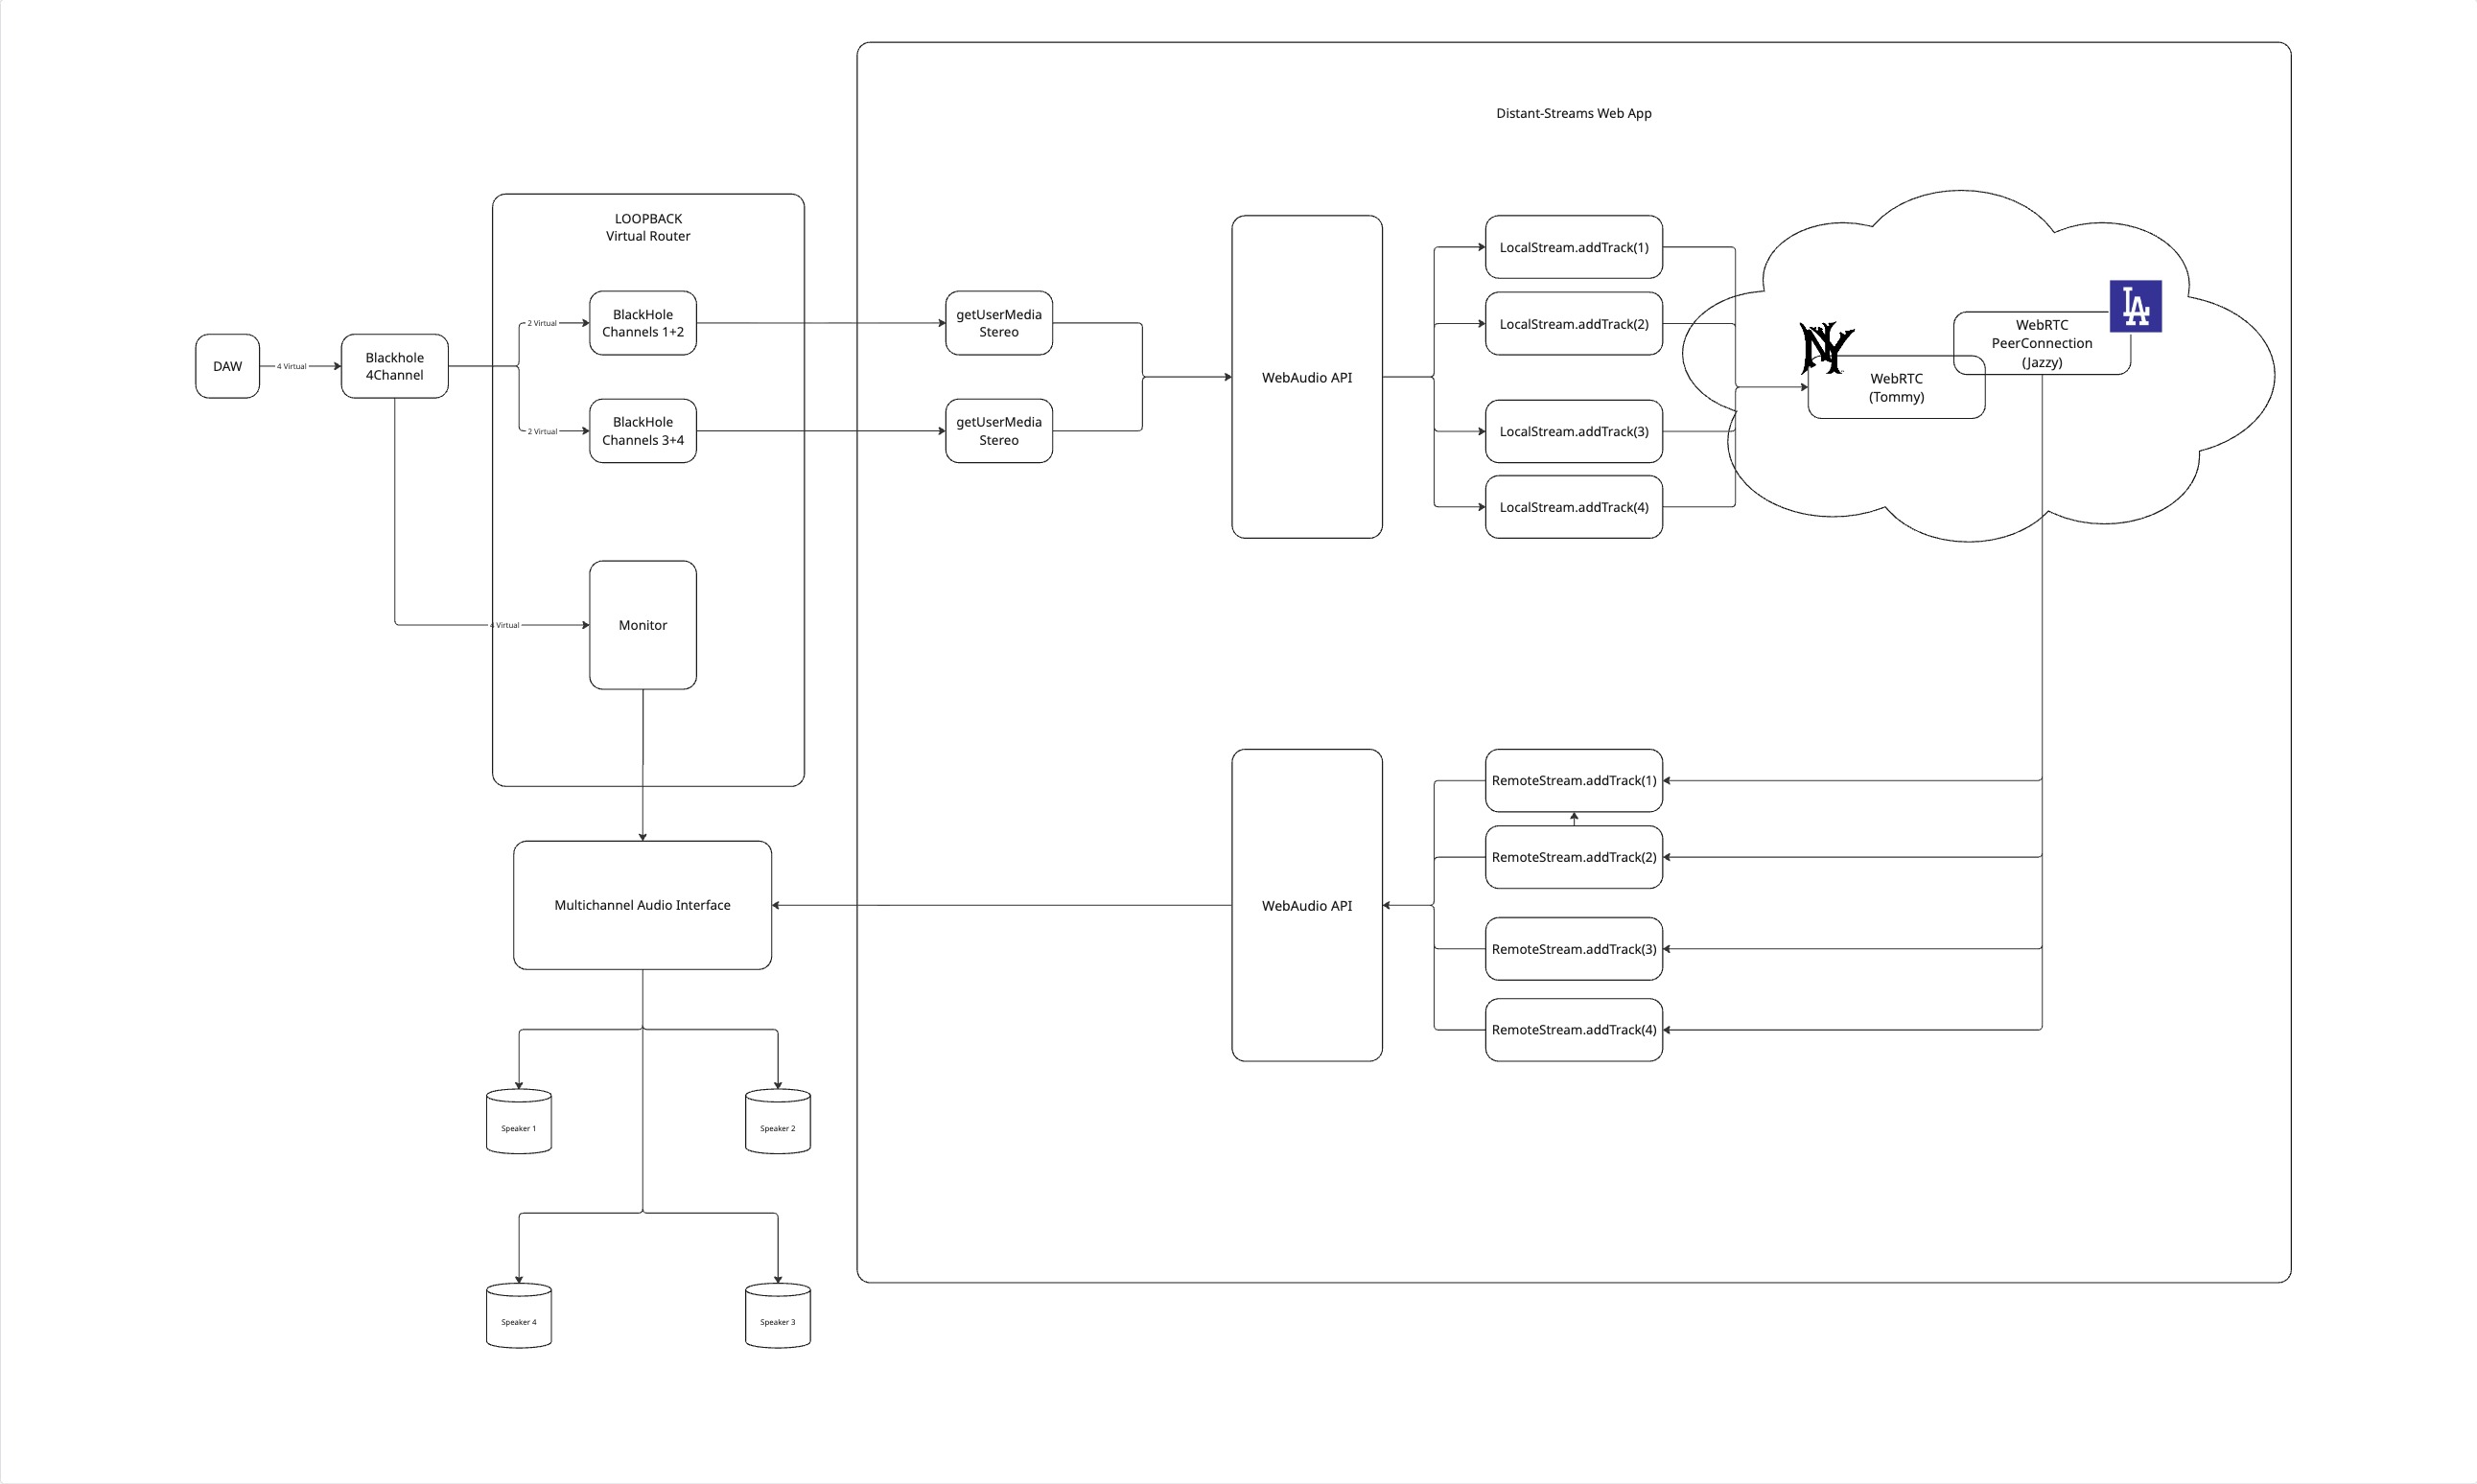 Distant-Streams Web App
LOOPBACK
Virtual Router
DAW
4 Virtual
Blackhole
4Channel
2 Virtual
BlackHole
Channels 1+2
2 Virtual
BlackHole
Channels 3+4
getUserMedia
Stereo
getUserMedia
Stereo
WebAudio API
LocalStream.addTrack(1)
LocalStream.addTrack(2)
LocalStream.addTrack(3)
LocalStream.addTrack(4)
NY
WebRTC
(Tommy)
LA
WebRTC
PeerConnection
(Jazzy)
4 Virtual
Monitor
Multichannel Audio Interface
WebAudio API
RemoteStream.addTrack(1)
RemoteStream.addTrack(2)
RemoteStream.addTrack(3)
RemoteStream.addTrack(4)
Speaker 1
Speaker 2
Speaker 4
Speaker 3